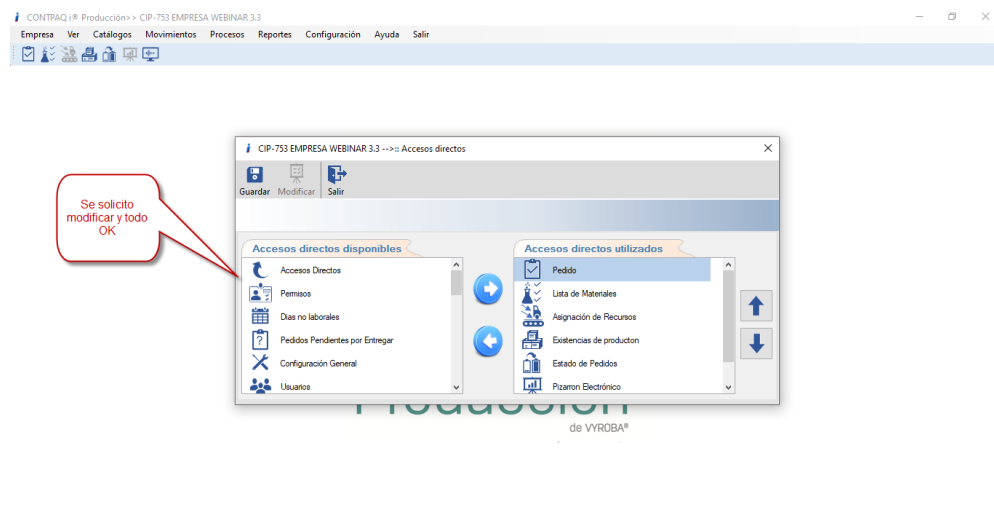 CONTPAQ i® Producción>> CIP-753 EMPRESA WEBINAR 3.3
Empresa Ver Catálogos Movimientos Procesos Reportes Configuración Ayuda Salir
CIP-753 EMPRESA WEBINAR 3.3 -->:: Accesos directos
Guardar Modificar Salir
Se solicito
modificar y todo
OK
Accesos directos disponibles
Accesos Directos
Permisos
Dias no laborales
Pedidos Pendientes por Entregar
Configuración General
Usuarios
Accesos directos utilizados
Pedido
Lista de Materiales
Asignación de Recursos
Existencias de producton
Estado de Pedidos
Pizarron Electrónico
Producción
de VYROBA®